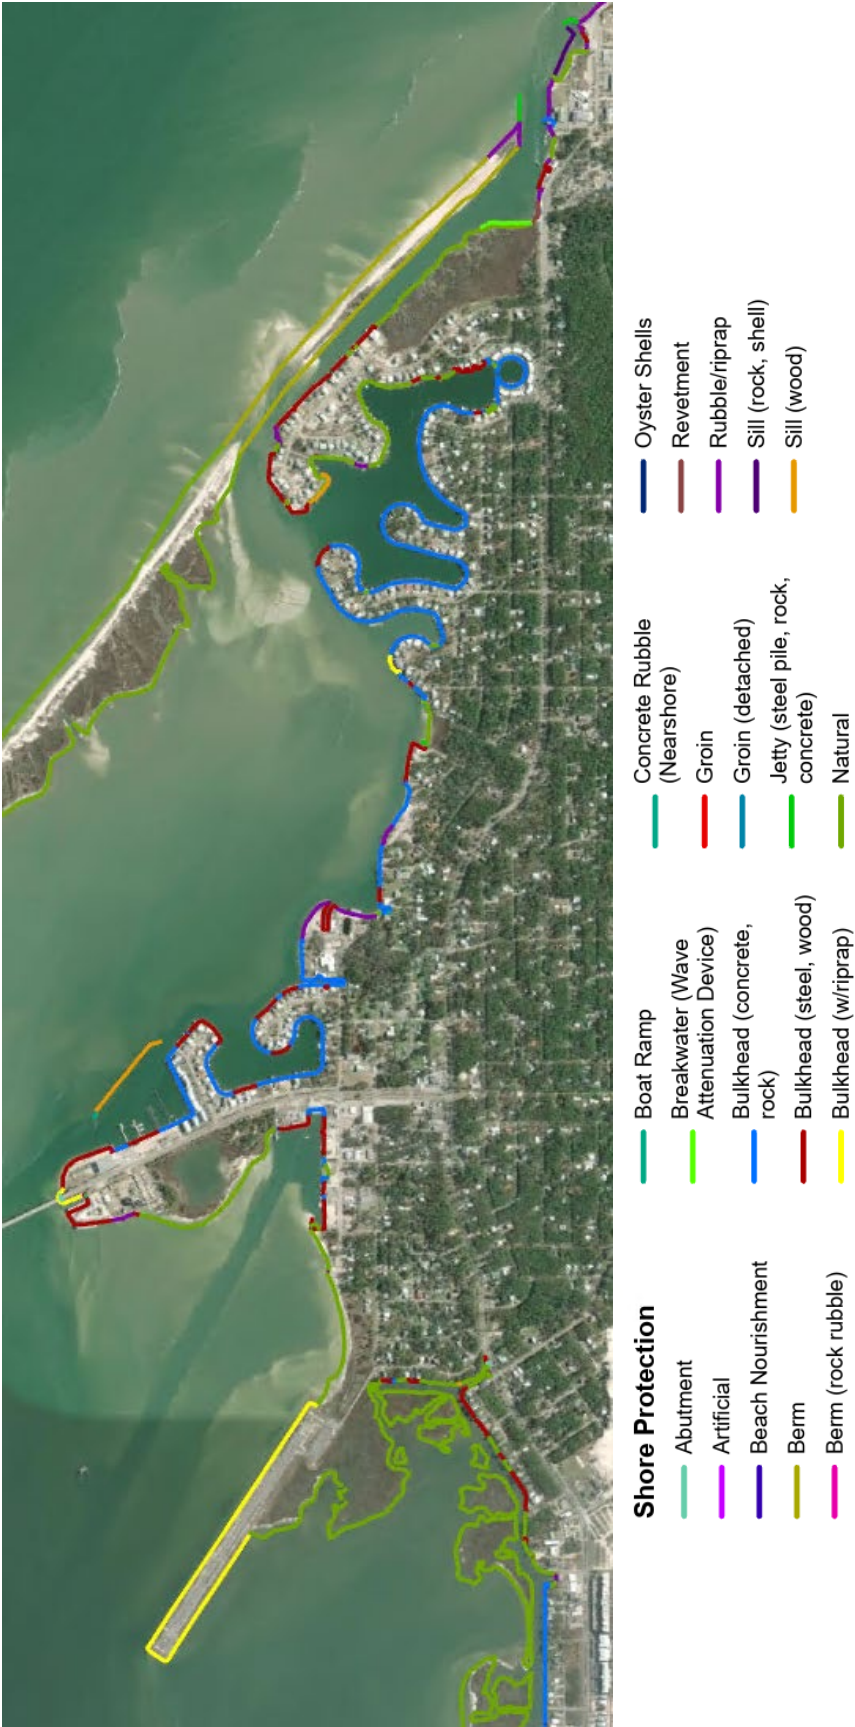 Shore Protection
Abutment
Artificial
Beach Nourishment
Berm
Berm (rock rubble)
Boat Ramp
Breakwater (Wave
Attenuation Device)
Bulkhead (concrete,
rock)
Bulkhead (steel, wood)
Bulkhead (w/riprap)
Concrete Rubble
(Nearshore)
Groin
Groin (detached)
Jetty (steel pile, rock,
concrete)
Natural
Oyster Shells
Revetment
Rubble/riprap
Sill (rock, shell)
Sill (wood)